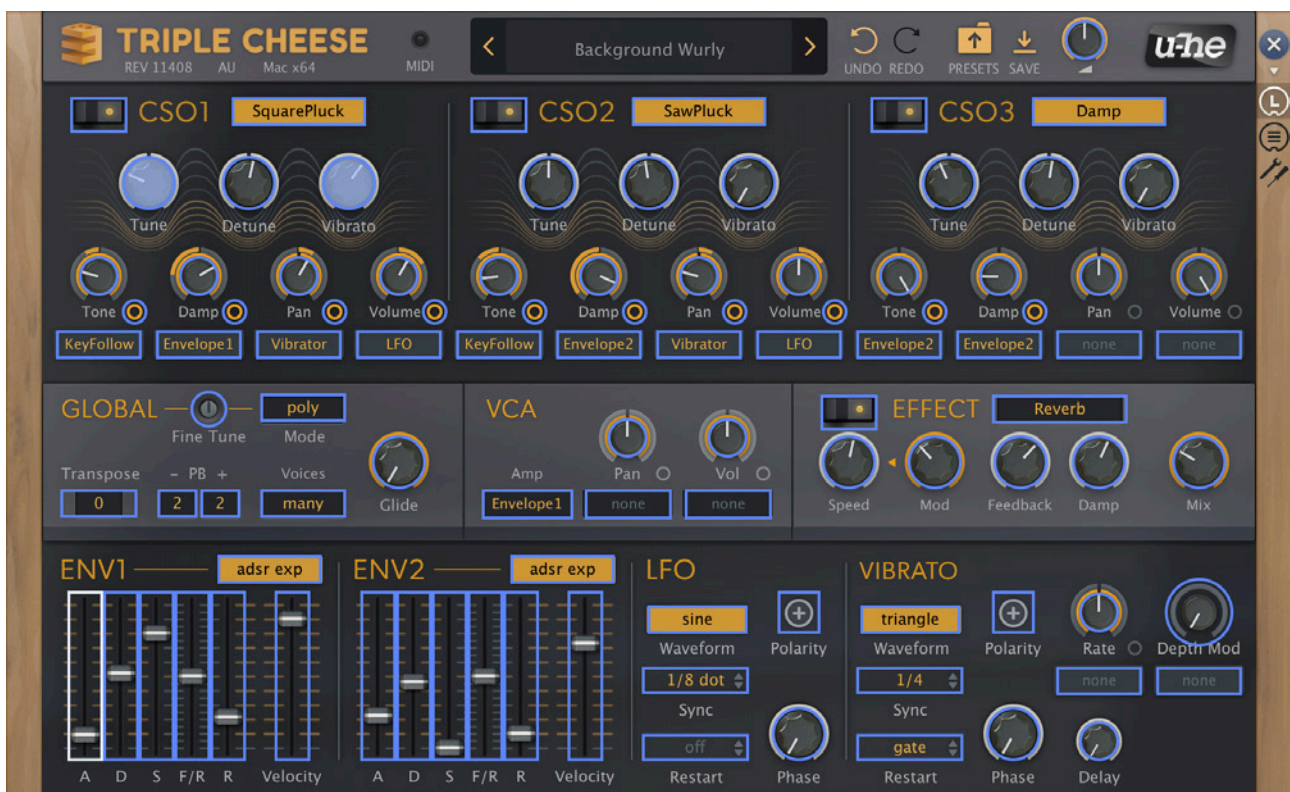 TRIPLE CHEESE
REV 11408 AU Mac x64
MIDI
Background Wurly
UNDO REDO PRESETS SAVE
u-he
L
CSO1 SquarePluck CSO2 SawPluck CSO3 Damp
Tune Detune Vibrato Tune Detune Vibrato Tune Detune Vibrato
Tone Damp Pan Volume Tone Damp Pan Volume Tone Damp Pan Volume
KeyFollow Envelope1 Vibrator LFO KeyFollow Envelope2 Vibrator LFO Envelope2 Envelope2 none none
GLOBAL poly VCA EFFECT Reverb
Fine Tune Mode
Transpose - PB + Voices Amp Pan Vol
0 2 2 many Glide Envelope1 none none Speed Mod Feedback Damp Mix
ENV1 adsr exp ENV2 adsr exp LFO VIBRATO
sine triangle
Waveform Polarity Waveform Polarity Rate Depth Mod
1/8 dot 1/4 none none
Sync Sync
off gate
A D S F/R R Velocity A D S F/R R Velocity Restart Phase Restart Phase Delay